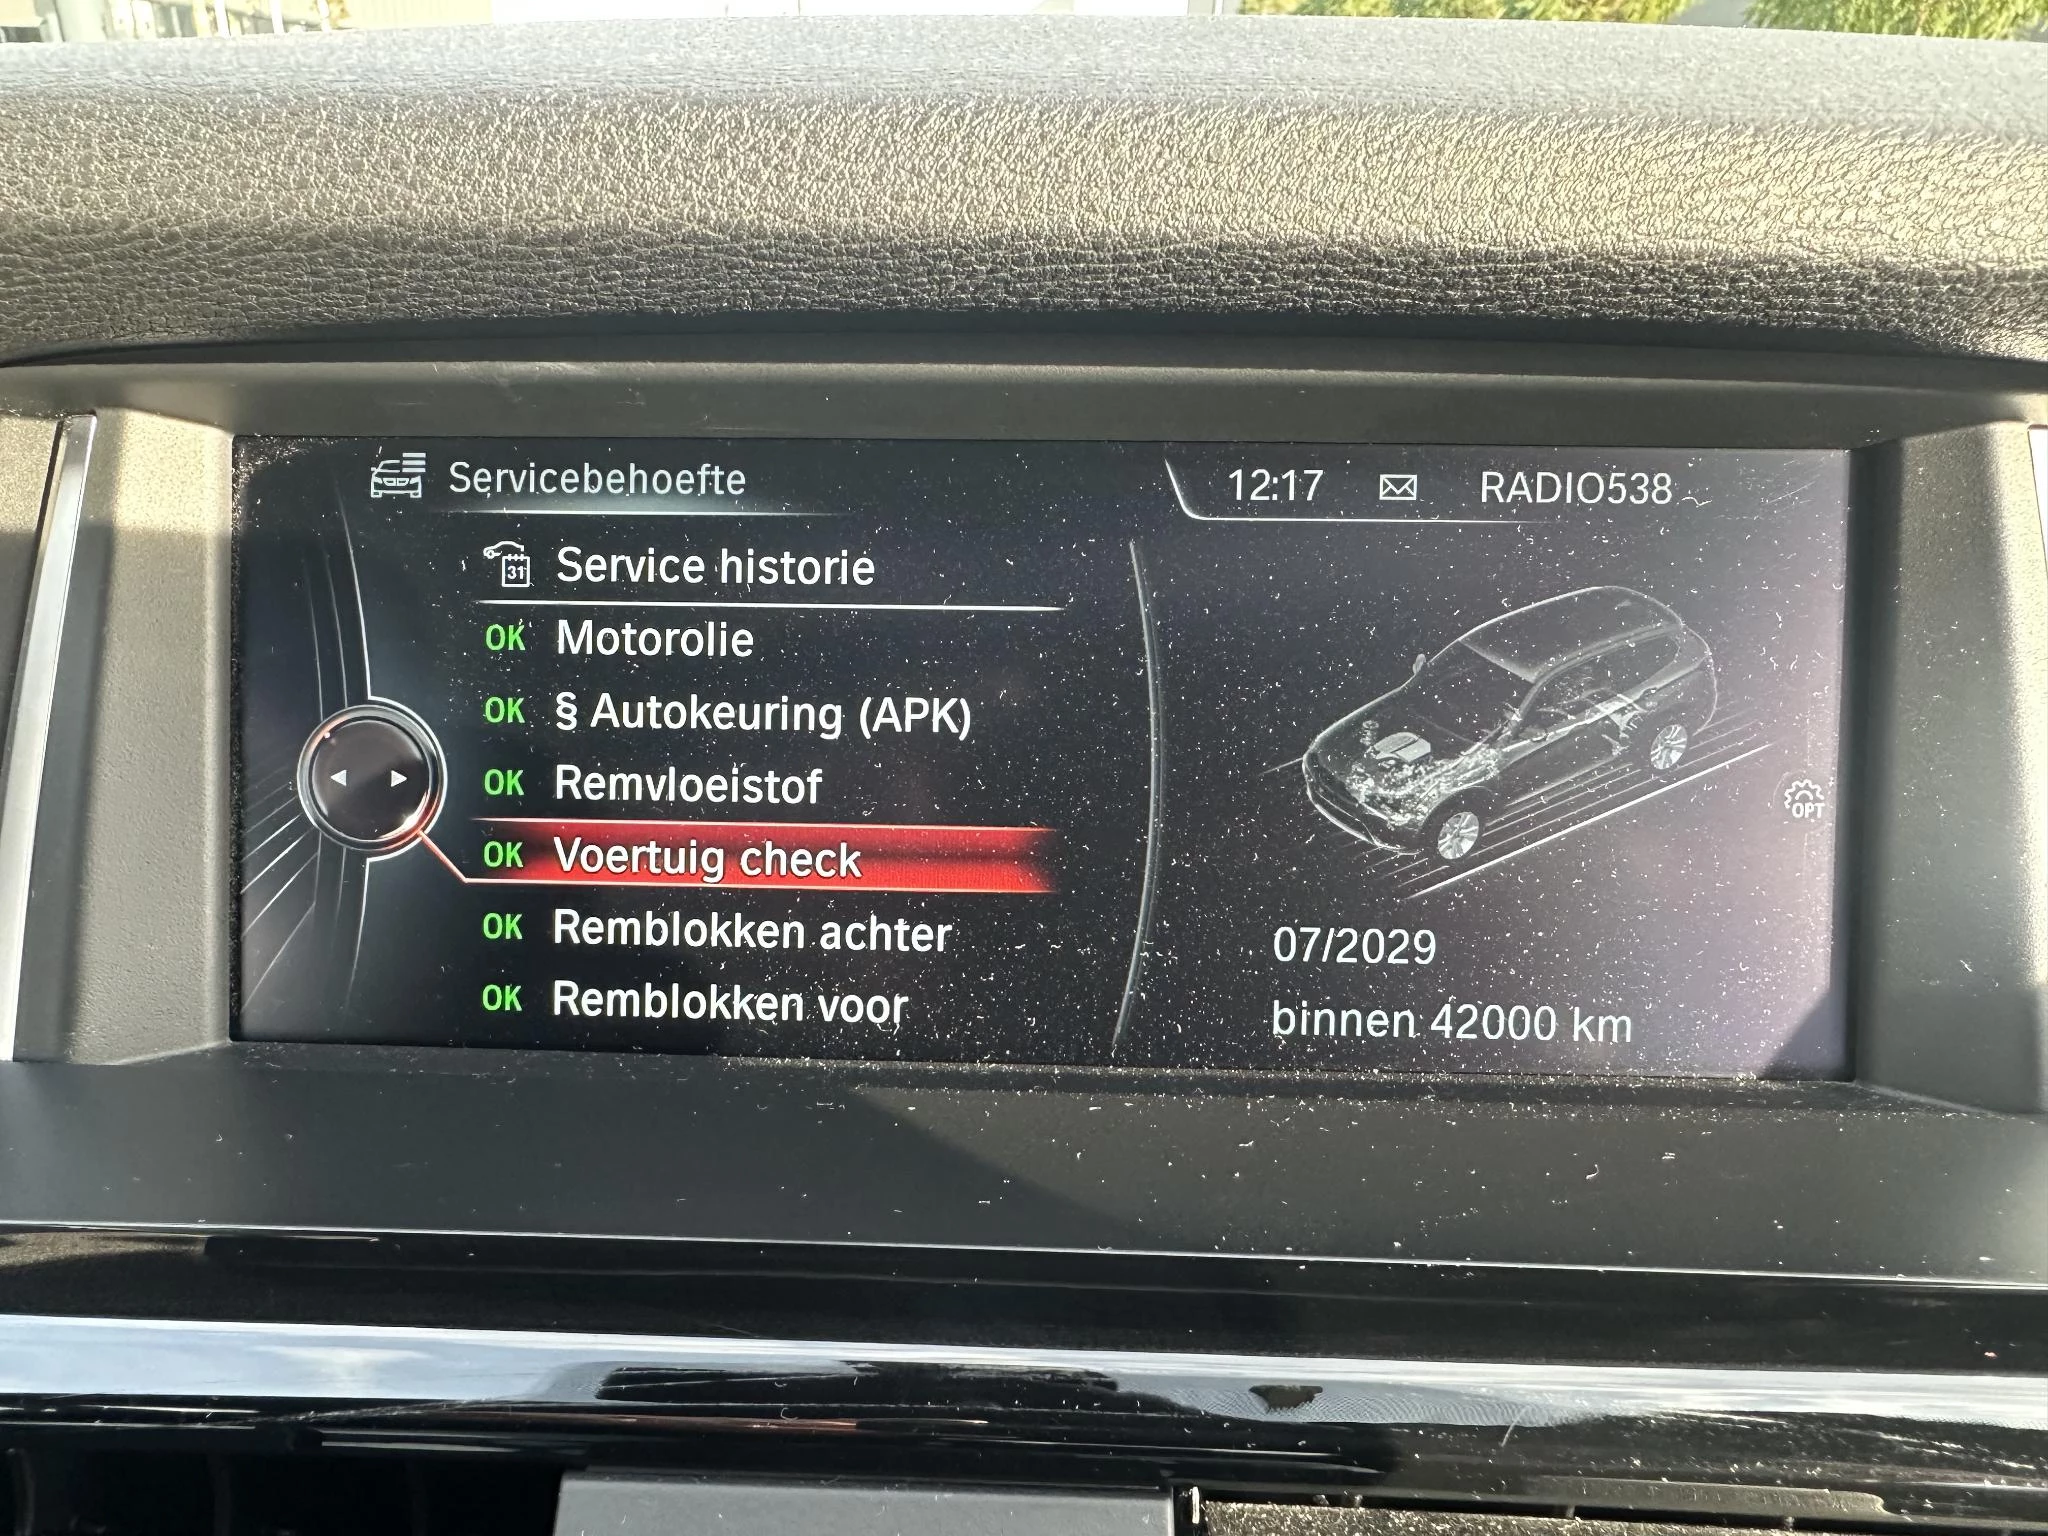 Servicebehoefte
12:17 RADIO538
31 Service historie
OK Motorolie
OK § Autokeuring (APK)
OK Remvloeistof
OK Voertuig check
OK Remblokken achter
OK Remblokken voor
OPT
07/2029
binnen 42000 km